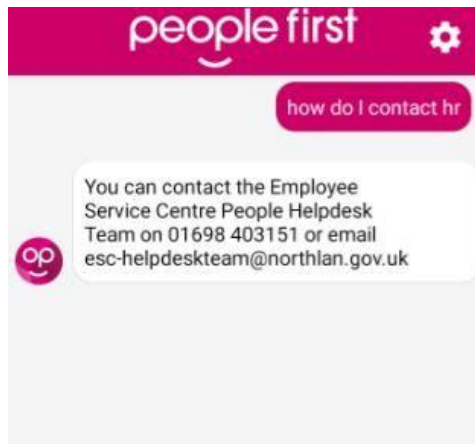 people first
how do I contact hr
You can contact the Employee
Service Centre People Helpdesk
Team on 01698 403151 or email
esc-helpdeskteam@northlan.gov.uk
op